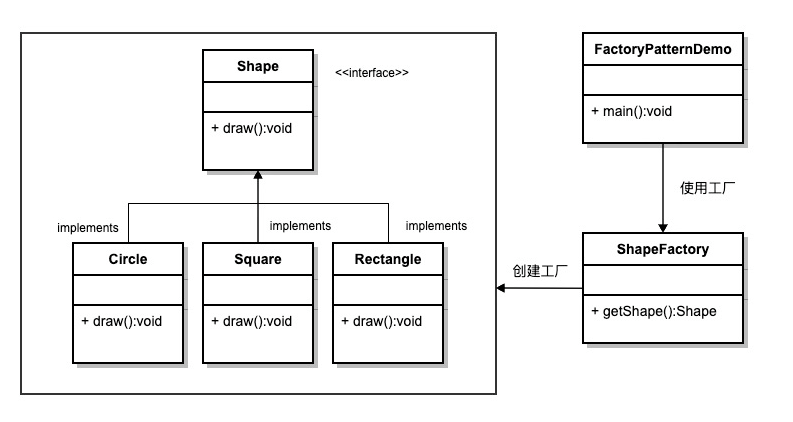 Shape
<<interface>>
+ draw():void
implements
implements
implements
Circle
+ draw():void
Square
+ draw():void
Rectangle
+ draw():void
FactoryPatternDemo
+ main():void
使用工厂
ShapeFactory
+ getShape():Shape
创建工厂